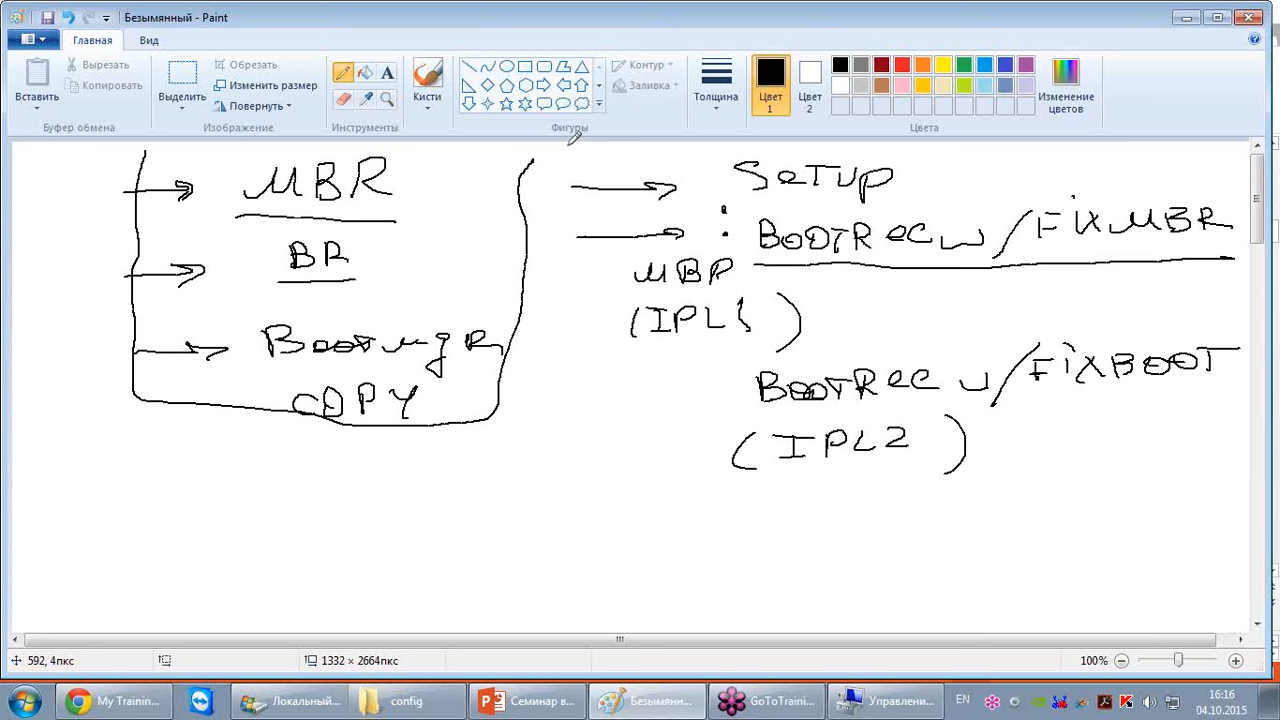 Безымянный - Paint
Главная
Вид
Вставить
Вырезать
Копировать
Буфер обмена
Выделить
Обрезать
Изменить размер
Повернуть
Изображение
A
Инструменты
Кисти
Фигуры
Контур
Заливка
Толщина
Цвет
1
Цвет
2
Изменение
цветов
Цвета
MBR
BR
Bootmgr
COPY
SETUP
: BOOTREC ␣/FIXMBR
MBR
(IPL1)
BOOTREC ␣/FIXBOOT
(IPL2)
592, 4пкс
1332 × 2664пкс
100%
My Trainin...
Локальный...
config
Семинар в...
Безымянн...
GoToTraini...
Управлени...
EN
16:16
04.10.2015